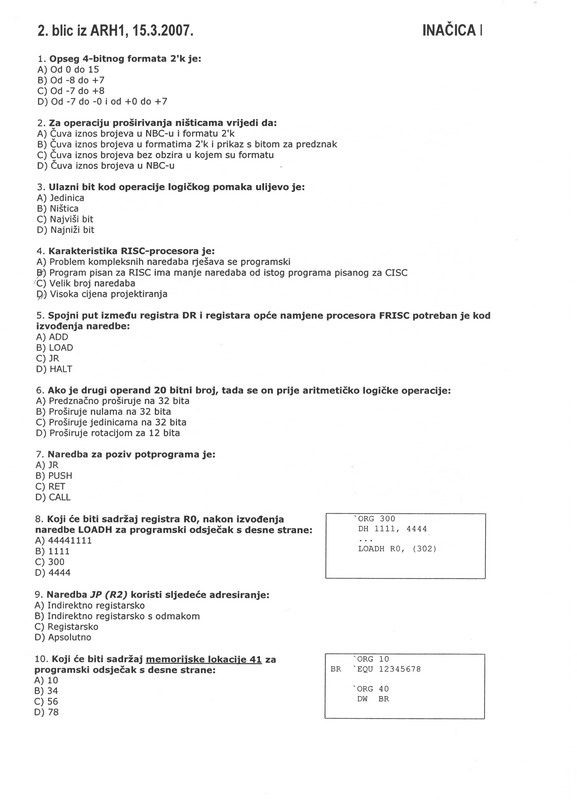 2. blic iz ARH1, 15.3.2007. INAČICA I
1. Opseg 4-bitnog formata 2'k je:
A) Od 0 do 15
B) Od -8 do +7
C) Od -7 do +8
D) Od -7 do -0 i od +0 do +7
2. Za operaciju proširivanja ništicama vrijedi da:
A) Čuva iznos brojeva u NBC-u i formatu 2'k
B) Čuva iznos brojeva u formatima 2'k i prikaz s bitom za predznak
C) Čuva iznos brojeva bez obzira u kojem su formatu
D) Čuva iznos brojeva u NBC-u
3. Ulazni bit kod operacije logičkog pomaka ulijevo je:
A) Jedinica
B) Ništica
C) Najviši bit
D) Najniži bit
4. Karakteristika RISC-procesora je:
A) Problem kompleksnih naredaba rješava se programski
B) Program pisan za RISC ima manje naredaba od istog programa pisanog za CISC
C) Velik broj naredaba
D) Visoka cijena projektiranja
5. Spojni put između registra DR i registara opće namjene procesora FRISC potreban je kod
izvođenja naredbe:
A) ADD
B) LOAD
C) JR
D) HALT
6. Ako je drugi operand 20 bitni broj, tada se on prije aritmetičko logičke operacije:
A) Predznačno proširuje na 32 bita
B) Proširuje nulama na 32 bita
C) Proširuje jedinicama na 32 bita
D) Proširuje rotacijom za 12 bita
7. Naredba za poziv potprograma je:
A) JR
B) PUSH
C) RET
D) CALL
8. Koji će biti sadržaj registra R0, nakon izvođenja
naredbe LOADH za programski odsječak s desne strane:
A) 44441111
B) 1111
C) 300
D) 4444
`ORG 300
DH 1111, 4444
...
LOADH R0, (302)
9. Naredba JP (R2) koristi sljedeće adresiranje:
A) Indirektno registarsko
B) Indirektno registarsko s odmakom
C) Registarsko
D) Apsolutno
10. Koji će biti sadržaj memorijske lokacije 41 za
programski odsječak s desne strane:
A) 10
B) 34
C) 56
D) 78
`ORG 10
BR `EQU 12345678
`ORG 40
DW BR